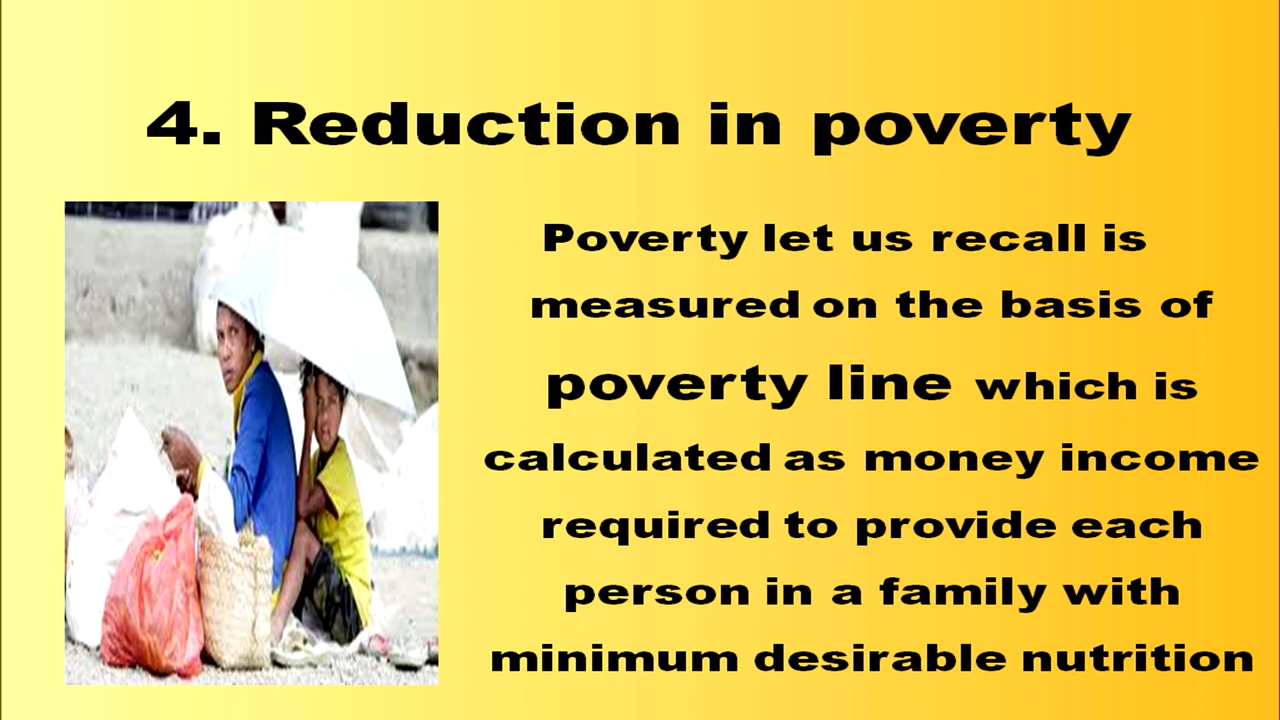 4. Reduction in poverty
Poverty let us recall is
measured on the basis of
poverty line which is
calculated as money income
required to provide each
person in a family with
minimum desirable nutrition